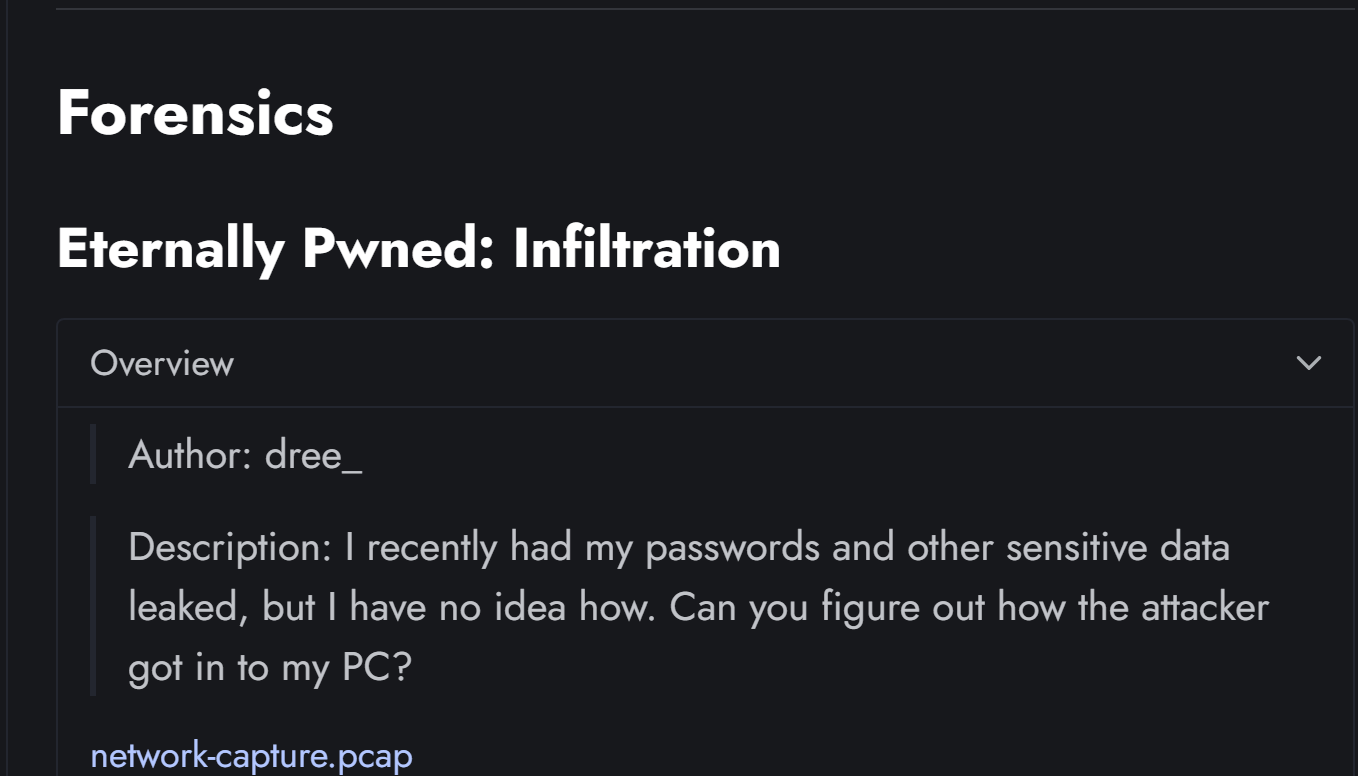 Forensics
Eternally Pwned: Infiltration
Overview
Author: dree_
Description: I recently had my passwords and other sensitive data
leaked, but I have no idea how. Can you figure out how the attacker
got in to my PC?
network-capture.pcap